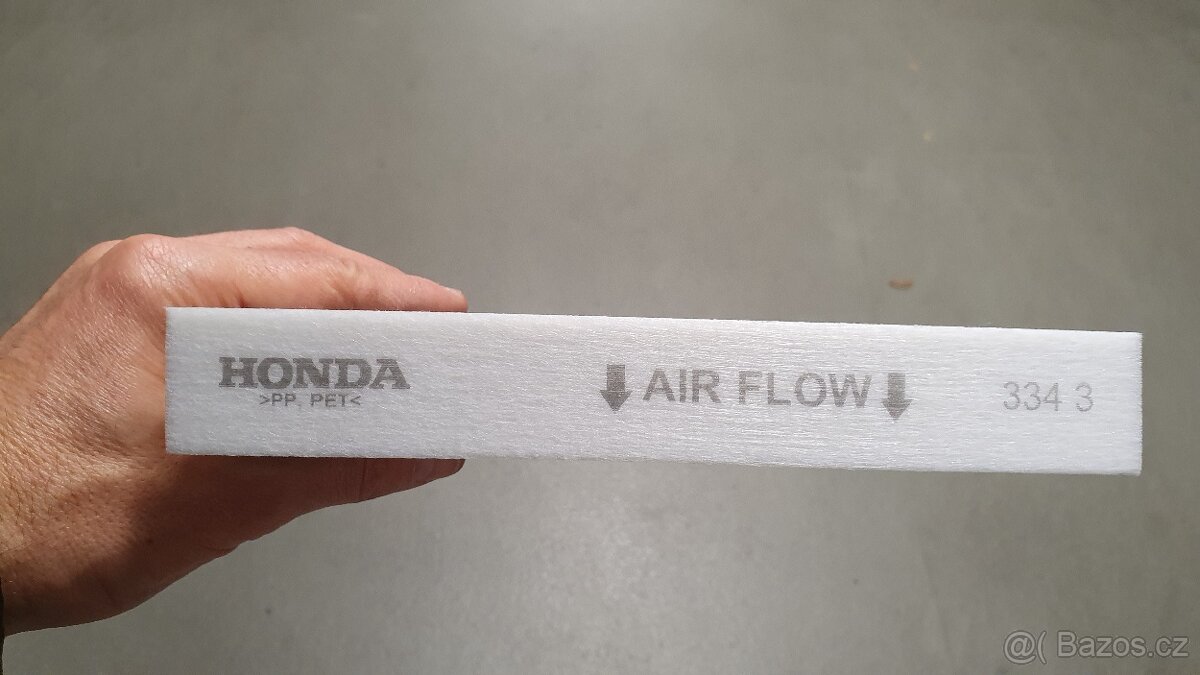 HONDA
>PP, PET<
AIR FLOW
334 3
@( Bazos.cz